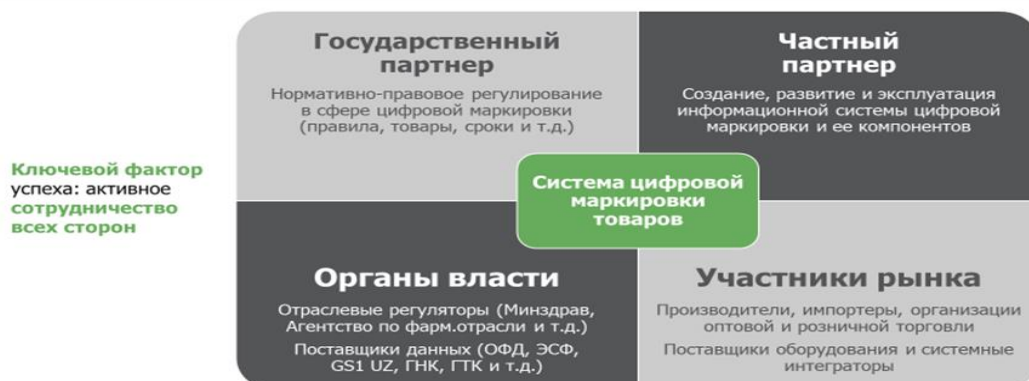 Государственный
партнер
Нормативно-правовое регулирование
в сфере цифровой маркировки
(правила, товары, сроки и т.д.)
Частный
партнер
Создание, развитие и эксплуатация
информационной системы цифровой
маркировки и ее компонентов
Ключевой фактор
успеха: активное
сотрудничество
всех сторон
Система цифровой
маркировки
товаров
Органы власти
Отраслевые регуляторы (Минздрав,
Агентство по фарм.отрасли и т.д.)
Поставщики данных (ОФД, ЭСФ,
GS1 UZ, ГНК, ГТК и т.д.)
Участники рынка
Производители, импортеры, организации
оптовой и розничной торговли
Поставщики оборудования и системные
интеграторы